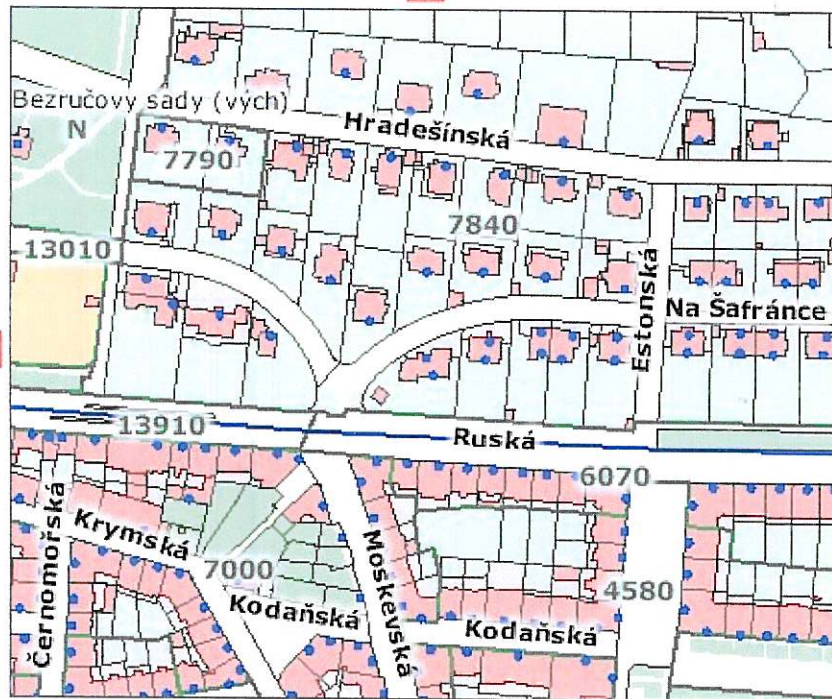 Bezručovy sady (vých)
N
Hradešínská
7790
7840
13010
Estonská
Na Šafránce
13910
Ruská
6070
Černomořská
Krymská
7000
Moskevská
4580
Kodaňská
Kodaňská